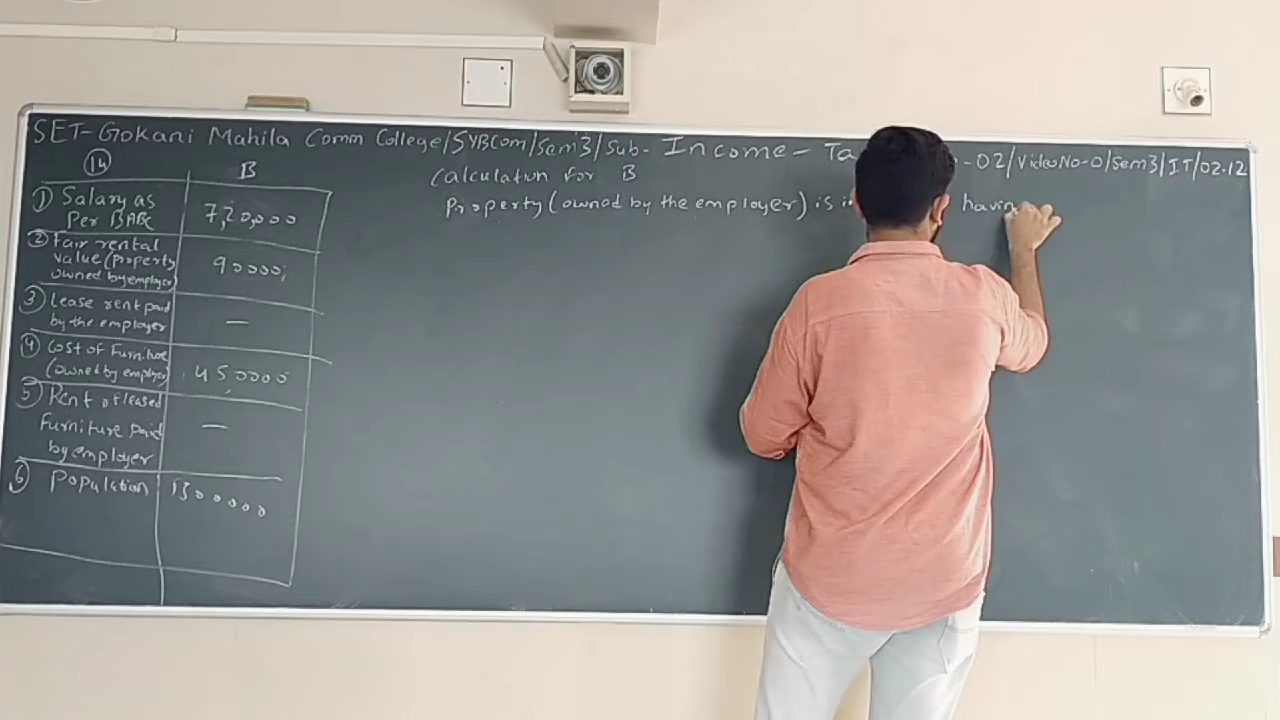 SET-Gokani Mahila Comm College/SYBCom/Sem3/Sub- Income-Ta -02/VideoNo-0/Sem3/IT/02.12
14
B
Calculation for B
Property (owned by the employer) is i havin
① Salary as
Per BABC
7,20,000
② Fair rental
value (property
owned by employer)
90000,
③ Lease rent paid
by the employer
—
④ Cost of Furniture
(owned by employer)
4 5,0000
⑤ Rent of leased
Furniture paid
by employer
—
⑥ Population
1300000